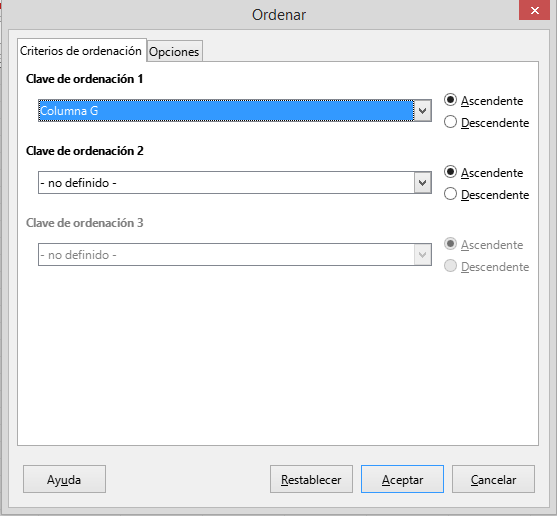 Ordenar
Criterios de ordenación Opciones
Clave de ordenación 1
Columna G
Ascendente
Descendente
Clave de ordenación 2
- no definido -
Ascendente
Descendente
Clave de ordenación 3
- no definido -
Ascendente
Descendente
Ayuda Restablecer Aceptar Cancelar